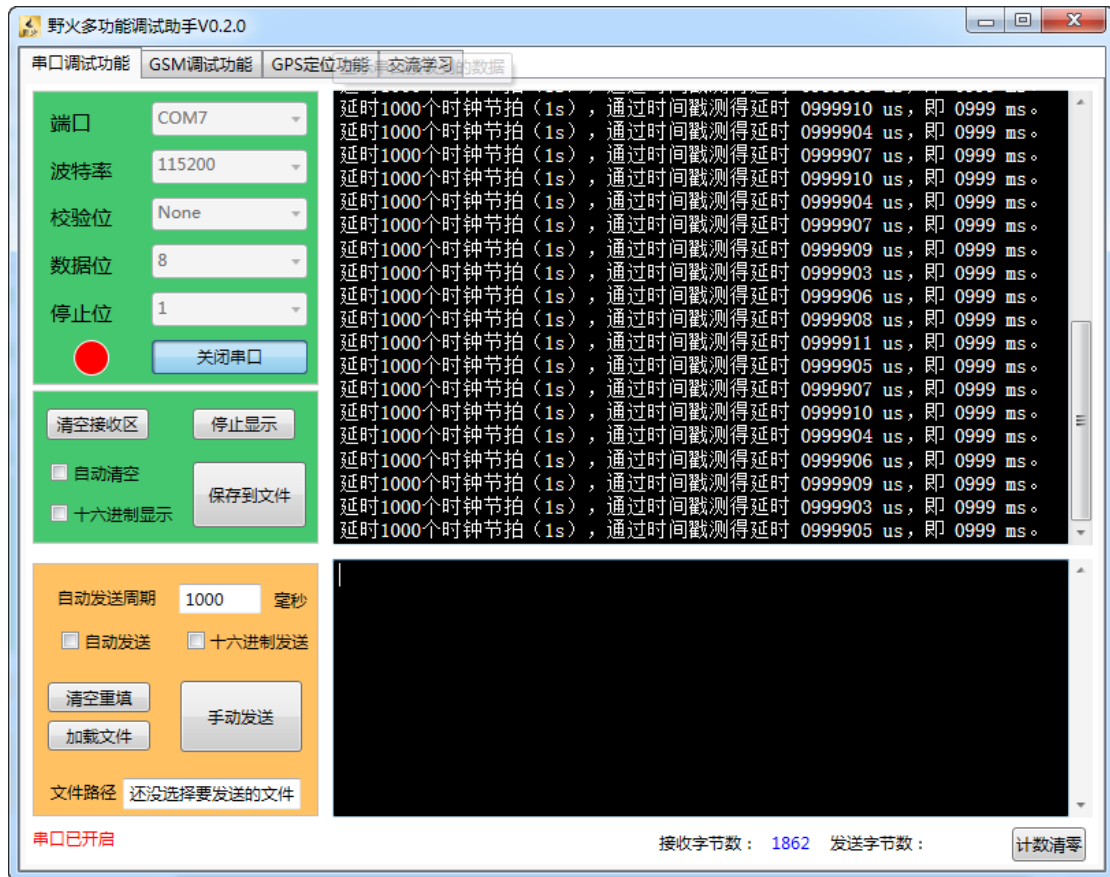 野火多功能调试助手V0.2.0
串口调试功能 GSM调试功能 GPS定位功能 交流学习
端口 COM7
波特率 115200
校验位 None
数据位 8
停止位 1
关闭串口
清空接收区 停止显示
自动清空
保存到文件
十六进制显示
延时1000个时钟节拍（1s），通过时间戳测得延时 0999910 us，即 0999 ms。
延时1000个时钟节拍（1s），通过时间戳测得延时 0999904 us，即 0999 ms。
延时1000个时钟节拍（1s），通过时间戳测得延时 0999907 us，即 0999 ms。
延时1000个时钟节拍（1s），通过时间戳测得延时 0999910 us，即 0999 ms。
延时1000个时钟节拍（1s），通过时间戳测得延时 0999904 us，即 0999 ms。
延时1000个时钟节拍（1s），通过时间戳测得延时 0999907 us，即 0999 ms。
延时1000个时钟节拍（1s），通过时间戳测得延时 0999909 us，即 0999 ms。
延时1000个时钟节拍（1s），通过时间戳测得延时 0999903 us，即 0999 ms。
延时1000个时钟节拍（1s），通过时间戳测得延时 0999906 us，即 0999 ms。
延时1000个时钟节拍（1s），通过时间戳测得延时 0999908 us，即 0999 ms。
延时1000个时钟节拍（1s），通过时间戳测得延时 0999911 us，即 0999 ms。
延时1000个时钟节拍（1s），通过时间戳测得延时 0999905 us，即 0999 ms。
延时1000个时钟节拍（1s），通过时间戳测得延时 0999907 us，即 0999 ms。
延时1000个时钟节拍（1s），通过时间戳测得延时 0999910 us，即 0999 ms。
延时1000个时钟节拍（1s），通过时间戳测得延时 0999904 us，即 0999 ms。
延时1000个时钟节拍（1s），通过时间戳测得延时 0999906 us，即 0999 ms。
延时1000个时钟节拍（1s），通过时间戳测得延时 0999909 us，即 0999 ms。
延时1000个时钟节拍（1s），通过时间戳测得延时 0999903 us，即 0999 ms。
延时1000个时钟节拍（1s），通过时间戳测得延时 0999905 us，即 0999 ms。
自动发送周期 1000 毫秒
自动发送 十六进制发送
清空重填
手动发送
加载文件
文件路径 还没选择要发送的文件
串口已开启 接收字节数： 1862 发送字节数： 计数清零